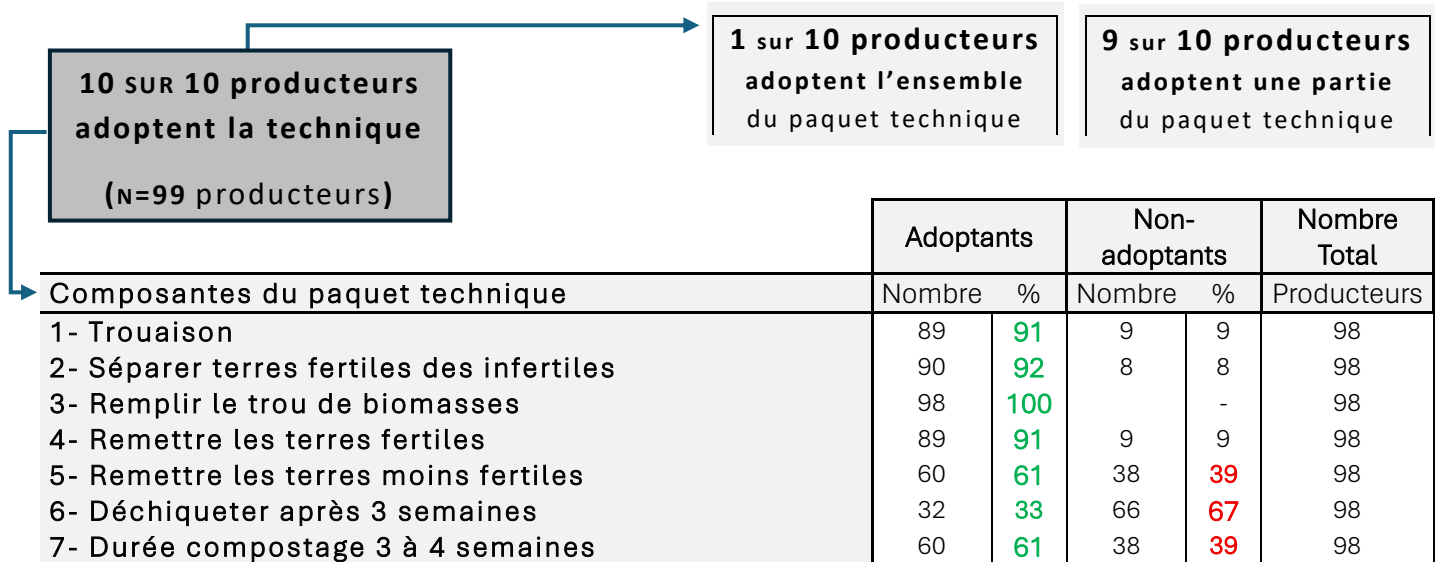 10 SUR 10 producteurs
adoptent la technique
(N=99 producteurs)
1 sur 10 producteurs
adoptent l’ensemble
du paquet technique
9 sur 10 producteurs
adoptent une partie
du paquet technique
Adoptants Non-adoptants Nombre Total
Composantes du paquet technique Nombre % Nombre % Producteurs
1- Trouaison 89 91 9 9 98
2- Séparer terres fertiles des infertiles 90 92 8 8 98
3- Remplir le trou de biomasses 98 100 - 98
4- Remettre les terres fertiles 89 91 9 9 98
5- Remettre les terres moins fertiles 60 61 38 39 98
6- Déchiqueter après 3 semaines 32 33 66 67 98
7- Durée compostage 3 à 4 semaines 60 61 38 39 98